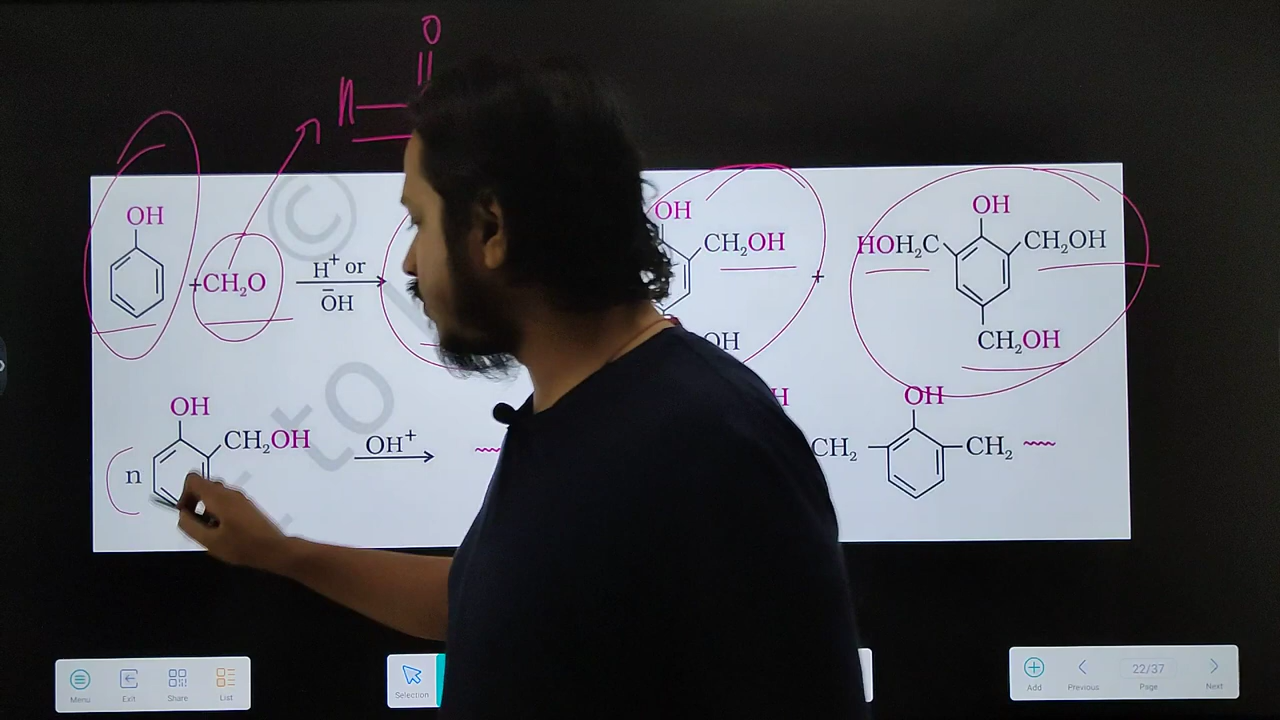 O
H
OH
+CH₂O
H⁺ or
O̅H
OH
CH₂OH
OH
+
OH
HOH₂C
CH₂OH
CH₂OH
©
to
n
OH
CH₂OH
OH⁺
H
CH₂
OH
CH₂
Menu
Exit
Share
List
Selection
Add
Previous
22/37
Page
Next